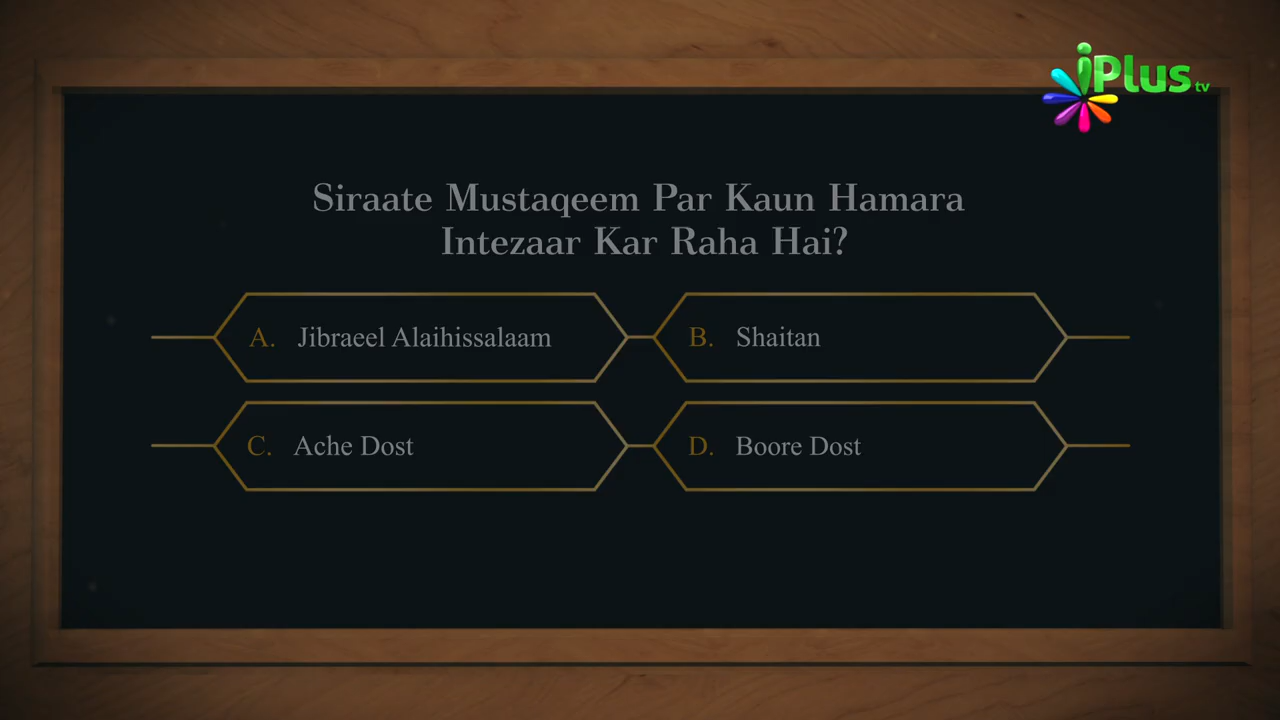 iPlus tv
Siraate Mustaqeem Par Kaun Hamara
Intezaar Kar Raha Hai?
A. Jibraeel Alaihissalaam
B. Shaitan
C. Ache Dost
D. Boore Dost